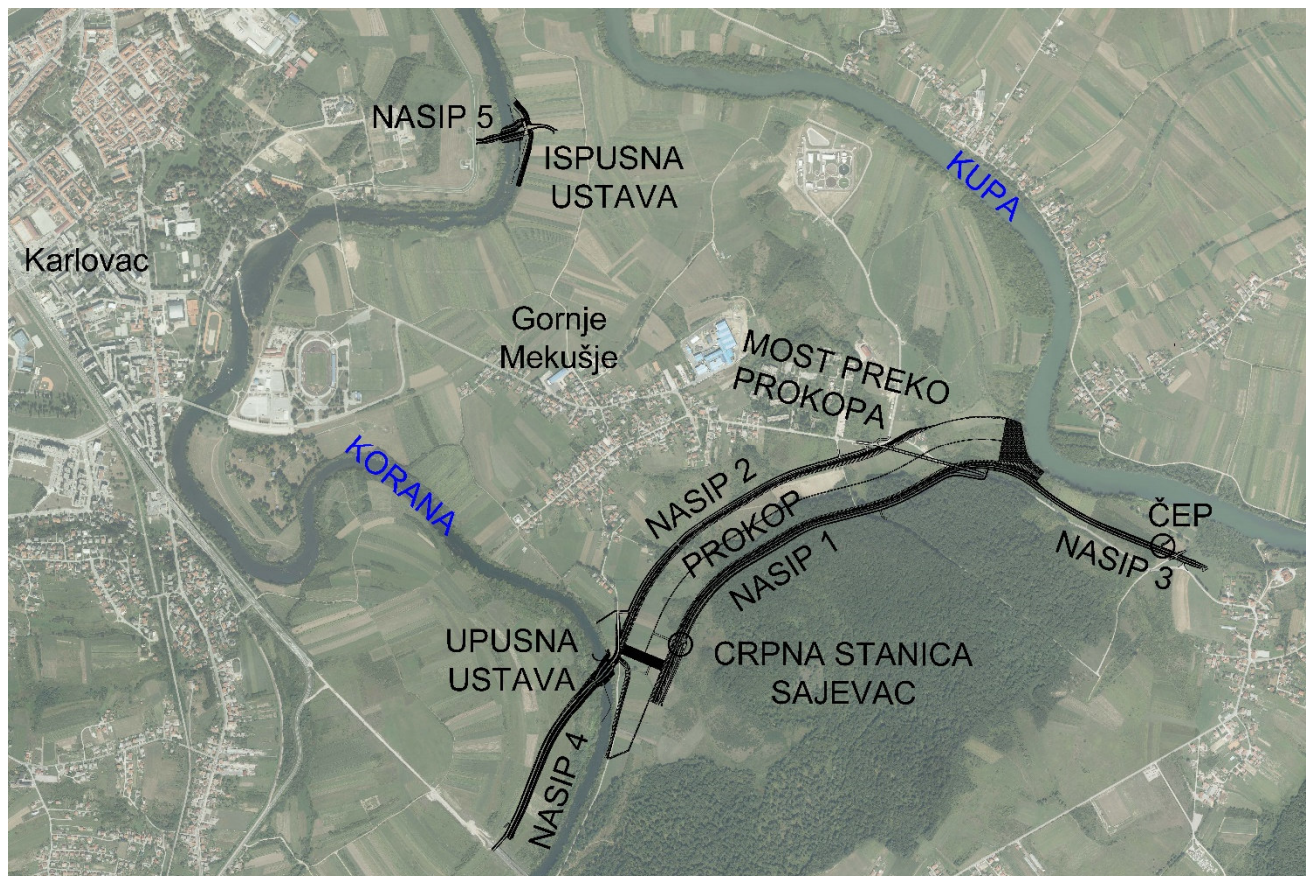 NASIP 5
ISPUSNA
USTAVA
KUPA
Karlovac
Gornje
Mekušje
MOST PREKO
PROKOPA
KORANA
NASIP 2
PROKOP
NASIP 1
ČEP
NASIP 3
UPUSNA
USTAVA
CRPNA STANICA
SAJEVAC
NASIP 4